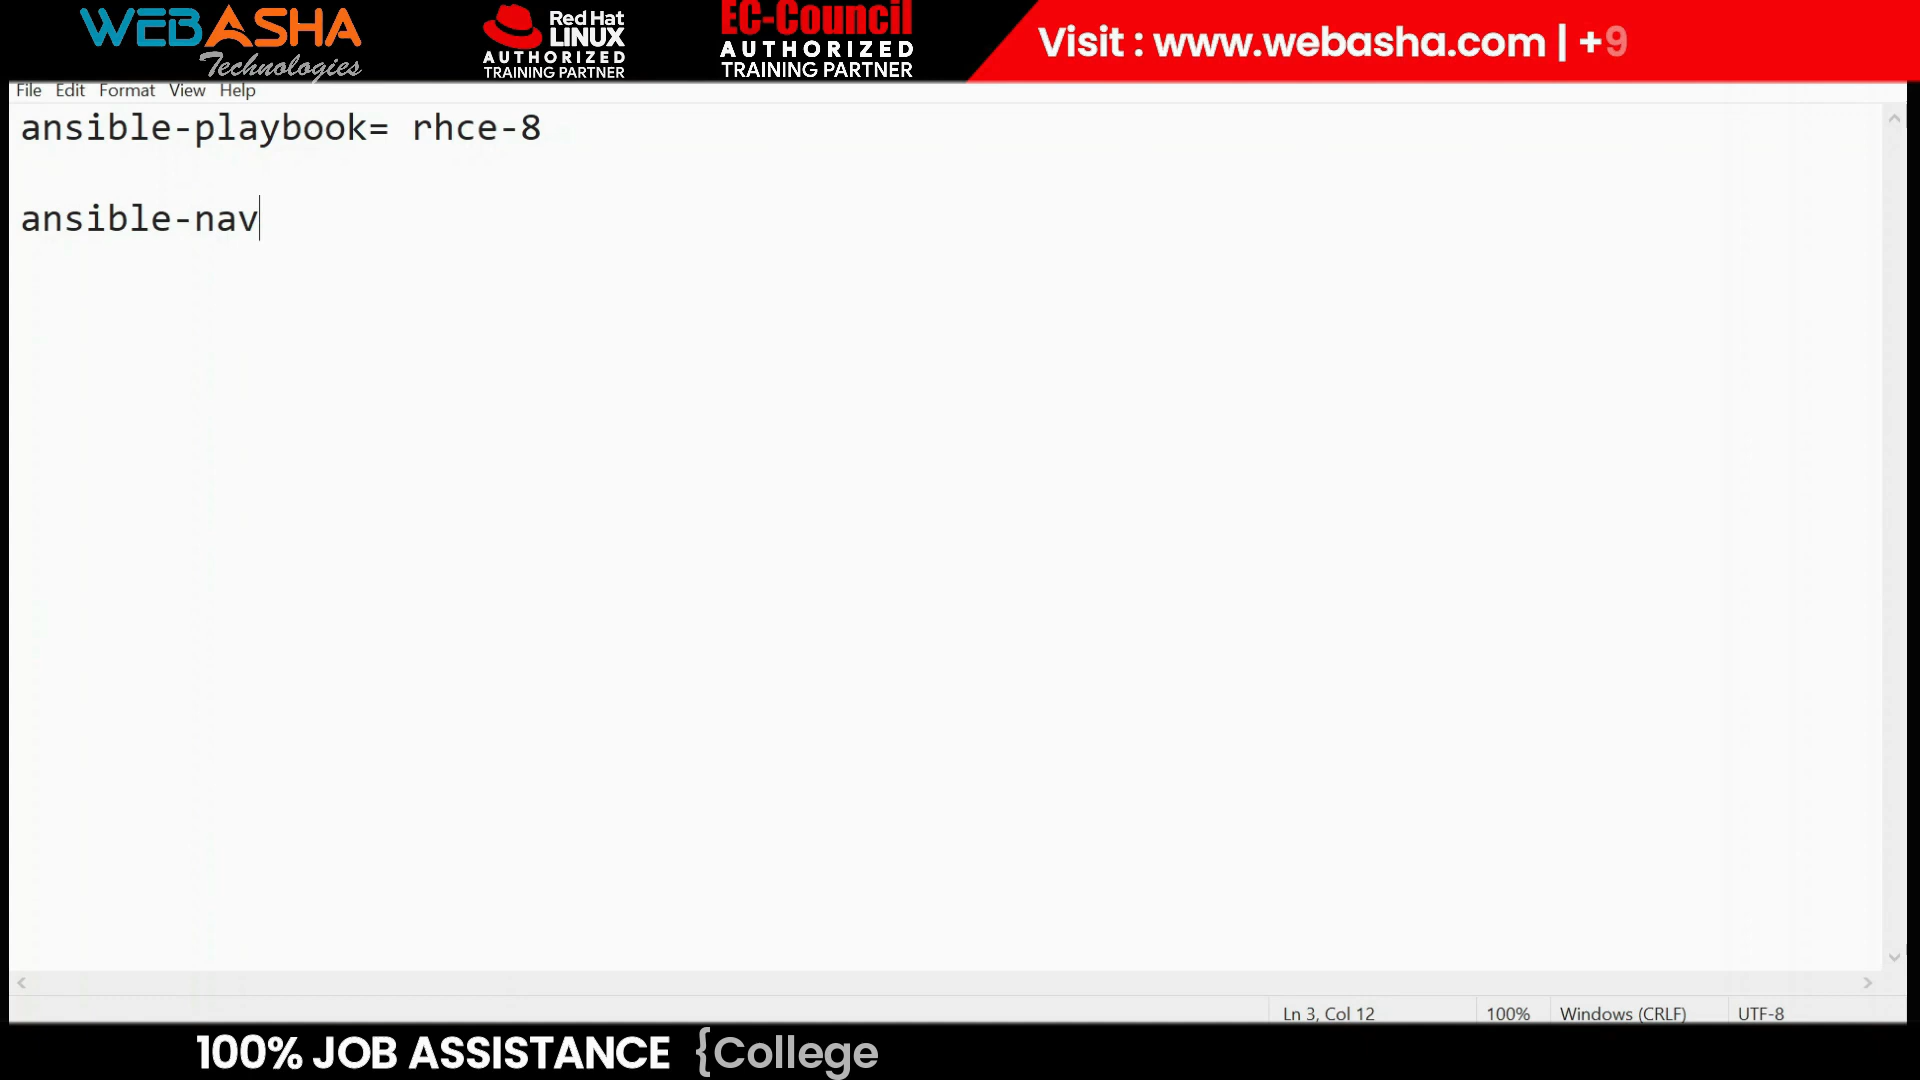 WEBASHA
Technologies
Red Hat
LINUX
AUTHORIZED
TRAINING PARTNER
EC-Council
AUTHORIZED
TRAINING PARTNER
Visit : www.webasha.com | +9
File Edit Format View Help
ansible-playbook= rhce-8
ansible-nav
Ln 3, Col 12
100%
Windows (CRLF)
UTF-8
100% JOB ASSISTANCE {College